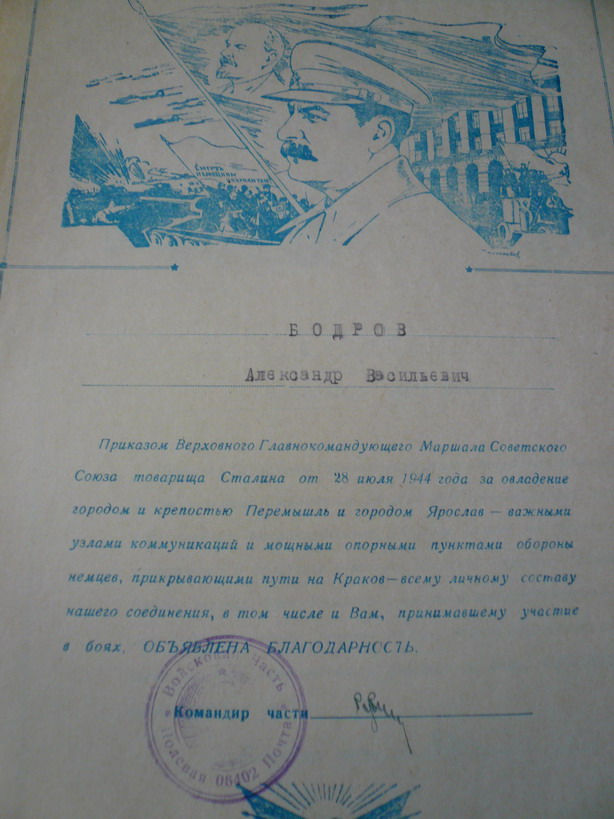 СМЕРТЬ
НЕМЕЦКИМ
ОККУПАНТАМ
БОДРОВ
Александр Васильевич
Приказом Верховного Главнокомандующего Маршала Советского
Союза товарища Сталина от 28 июля 1944 года за овладение
городом и крепостью Перемышль и городом Ярослав — важными
узлами коммуникаций и мощными опорными пунктами обороны
немцев, прикрывающими пути на Краков—всему личному составу
нашего соединения, в том числе и Вам, принимавшему участие
в боях, ОБЪЯВЛЕНА БЛАГОДАРНОСТЬ.
Командир части
Войсковая часть
Полевая Почта 08402